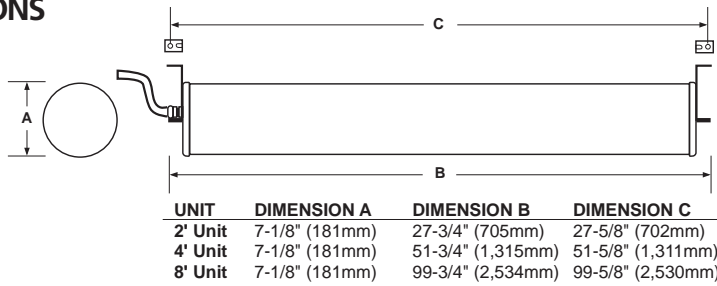 C
A
B
UNIT DIMENSION A DIMENSION B DIMENSION C
2' Unit 7-1/8" (181mm) 27-3/4" (705mm) 27-5/8" (702mm)
4' Unit 7-1/8" (181mm) 51-3/4" (1,315mm) 51-5/8" (1,311mm)
8' Unit 7-1/8" (181mm) 99-3/4" (2,534mm) 99-5/8" (2,530mm)